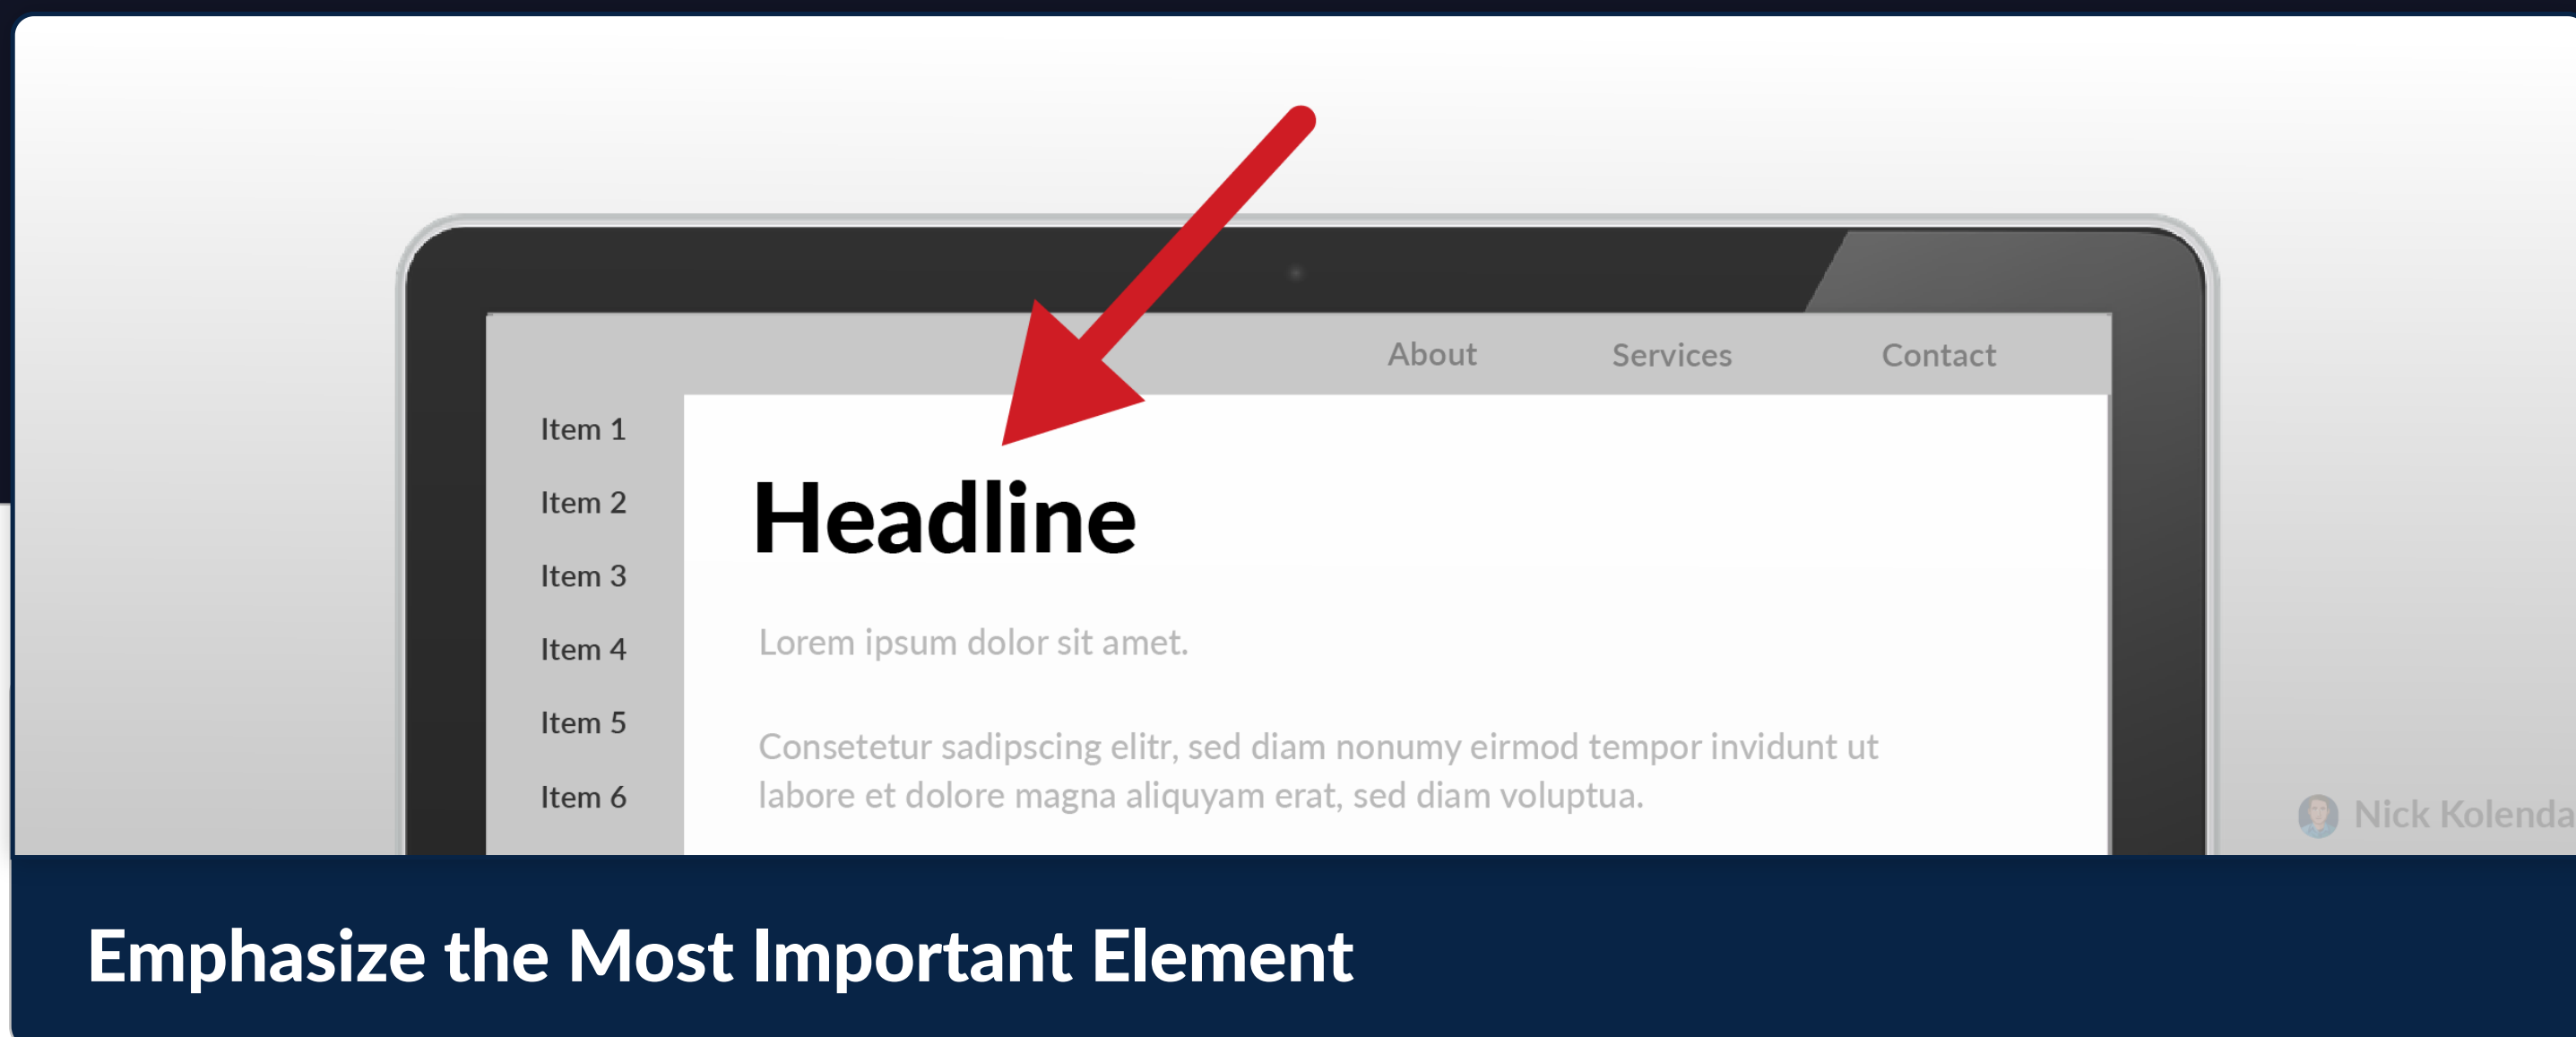 About Services Contact
Item 1
Item 2
Item 3
Item 4
Item 5
Item 6
Headline
Lorem ipsum dolor sit amet.
Consetetur sadipscing elitr, sed diam nonumy eirmod tempor invidunt ut
labore et dolore magna aliquyam erat, sed diam voluptua.
Nick Kolenda
Emphasize the Most Important Element